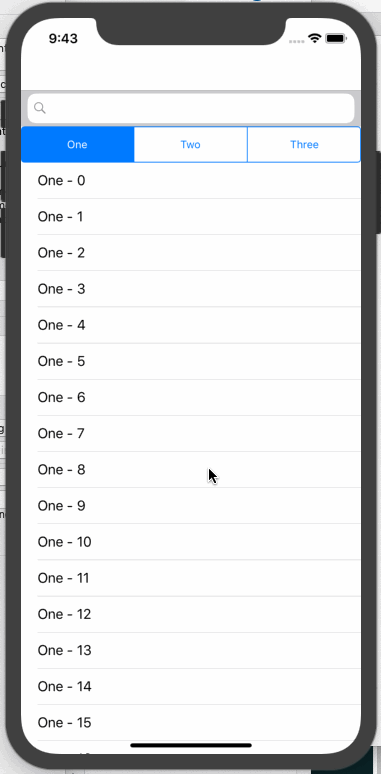 9:43
One Two Three
One - 0
One - 1
One - 2
One - 3
One - 4
One - 5
One - 6
One - 7
One - 8
One - 9
One - 10
One - 11
One - 12
One - 13
One - 14
One - 15